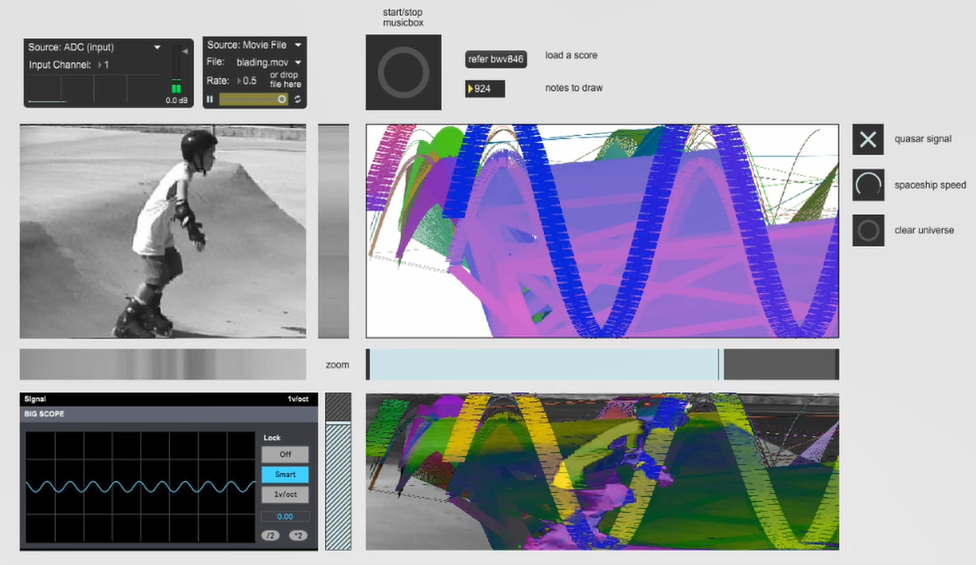 start/stop
musicbox
Source: ADC (input)
Input Channel: 1
0.0 dB
Source: Movie File
File: blading.mov
Rate: 0.5
or drop
file here
refer bwv846
load a score
924
notes to draw
quasar signal
spaceship speed
clear universe
zoom
Signal
1v/oct
BIG SCOPE
Lock
Off
Smart
1v/oct
0.00
/2
*2